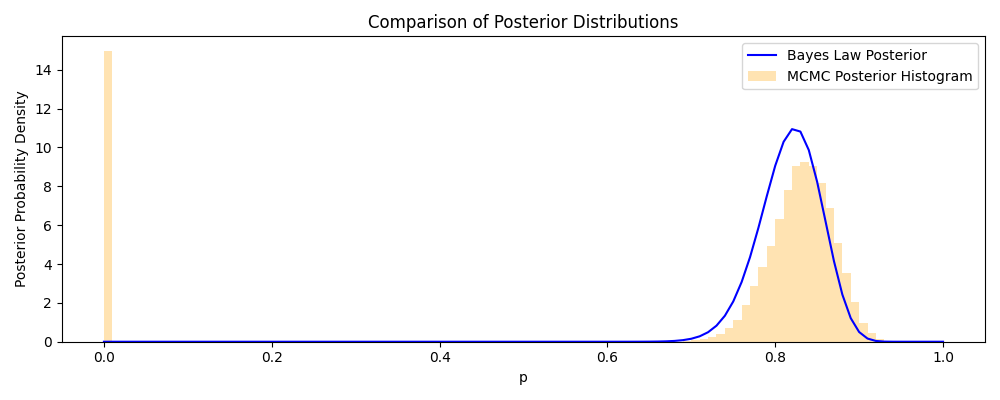 Comparison of Posterior Distributions
Posterior Probability Density
14
12
10
8
6
4
2
0
Bayes Law Posterior
MCMC Posterior Histogram
0.0
0.2
0.4
0.6
0.8
1.0
p